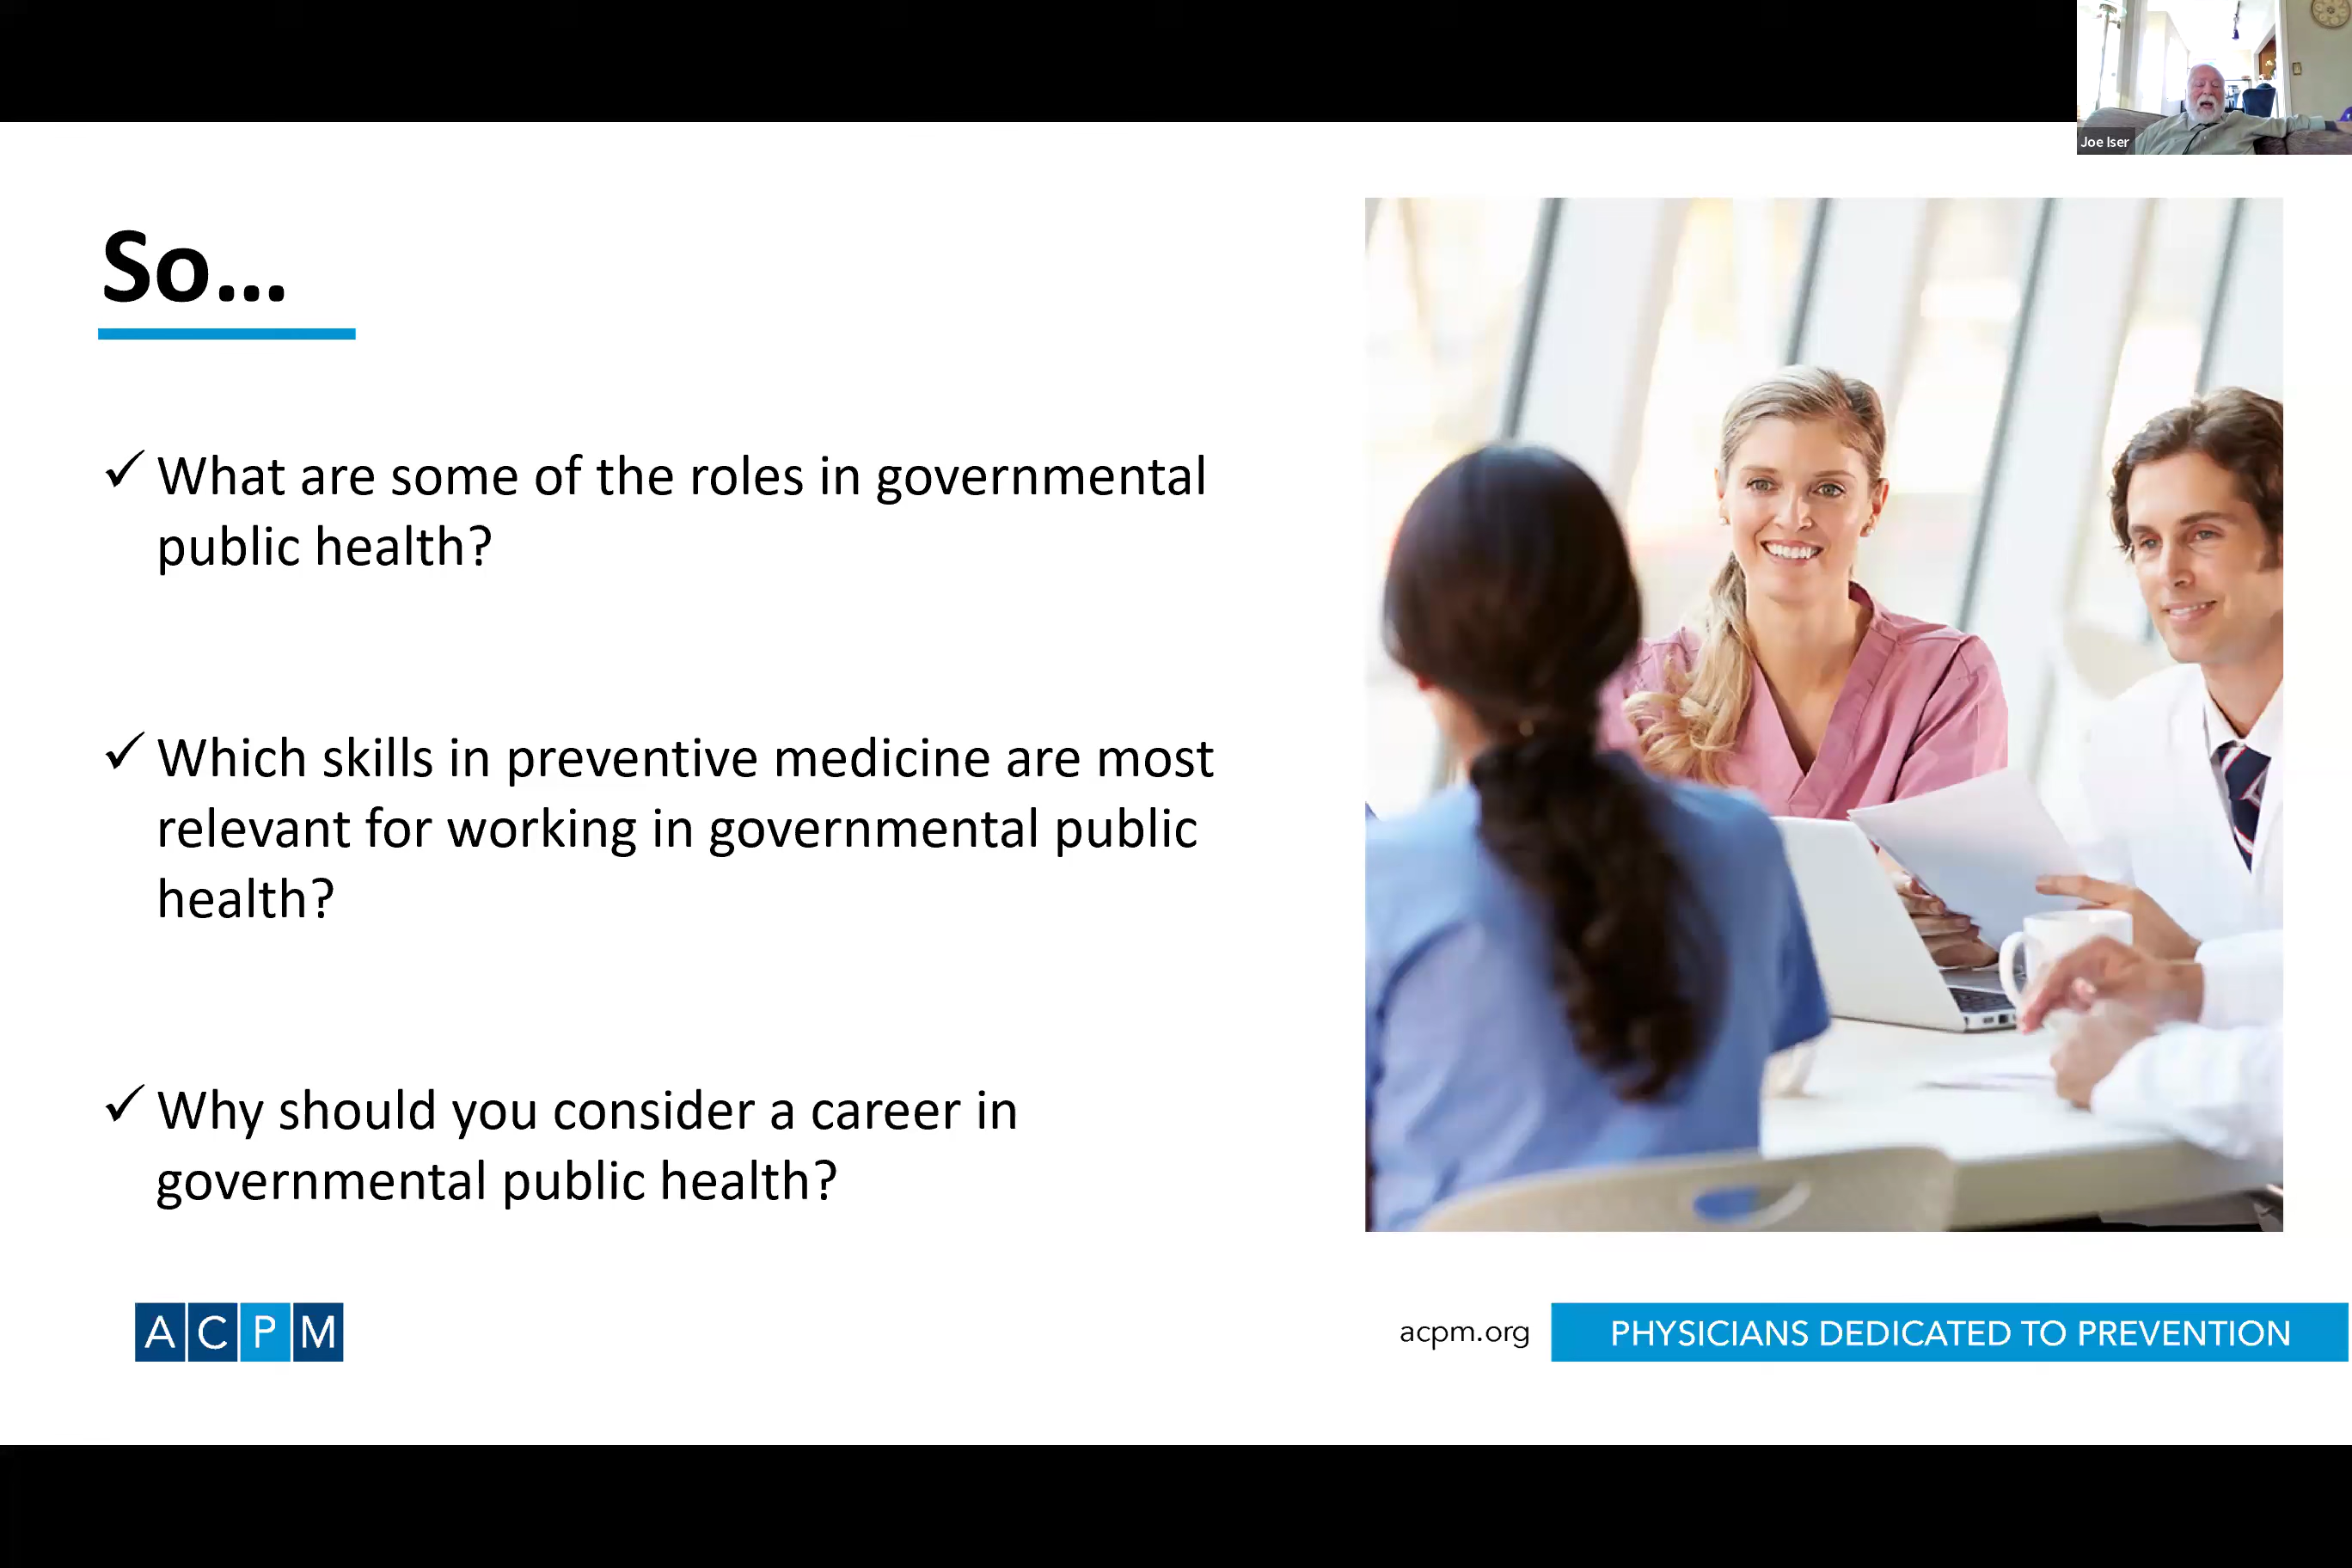 Joe Iser
So...
✓ What are some of the roles in governmental
public health?
✓ Which skills in preventive medicine are most
relevant for working in governmental public
health?
✓ Why should you consider a career in
governmental public health?
ACPM
acpm.org
PHYSICIANS DEDICATED TO PREVENTION